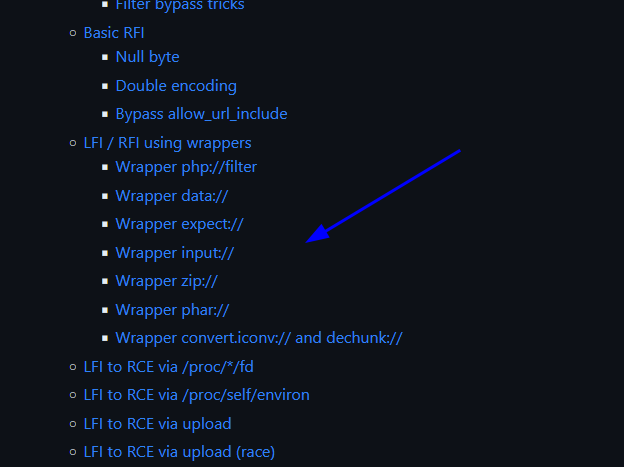 Filter bypass tricks
Basic RFI
Null byte
Double encoding
Bypass allow_url_include
LFI / RFI using wrappers
Wrapper php://filter
Wrapper data://
Wrapper expect://
Wrapper input://
Wrapper zip://
Wrapper phar://
Wrapper convert.iconv:// and dechunk://
LFI to RCE via /proc/*/fd
LFI to RCE via /proc/self/environ
LFI to RCE via upload
LFI to RCE via upload (race)